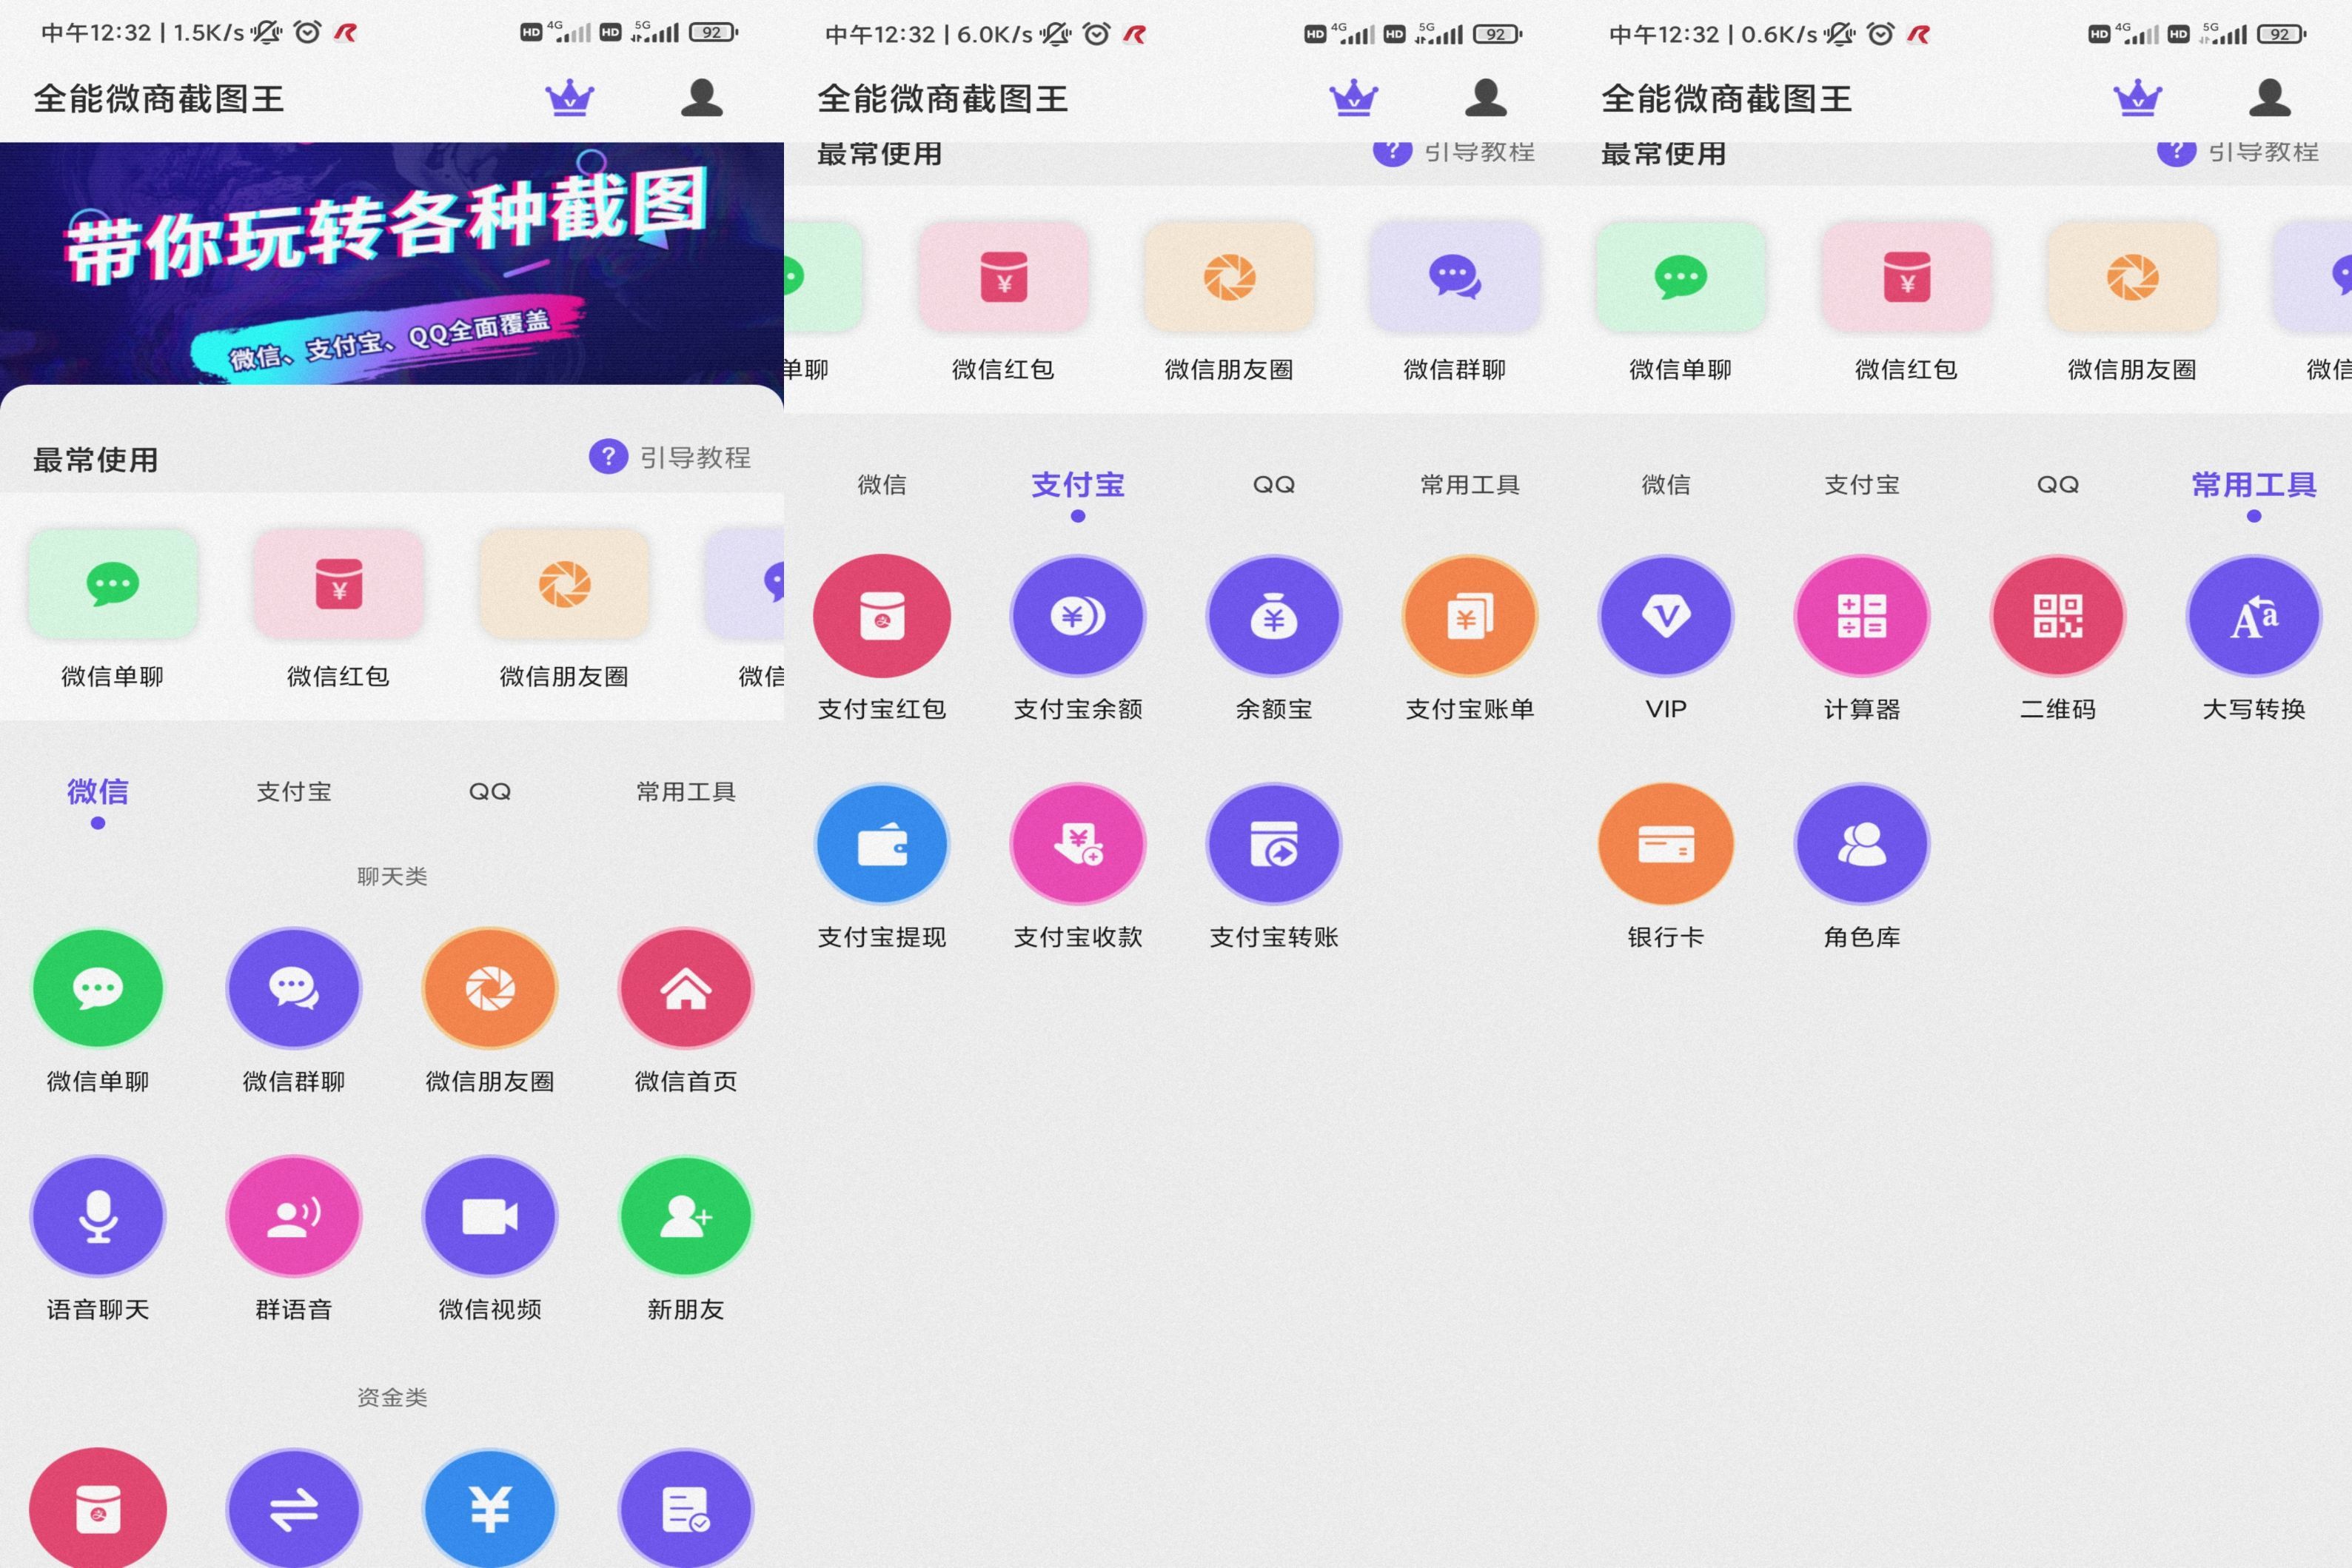 中午12:32 | 1.5K/s
HD 4G HD 5G 92
全能微商截图王
带你玩转各种截图
微信、支付宝、QQ全面覆盖
最常使用
? 引导教程
微信单聊 微信红包 微信朋友圈 微信
微信 支付宝 QQ 常用工具
聊天类
微信单聊 微信群聊 微信朋友圈 微信首页
语音聊天 群语音 微信视频 新朋友
资金类
中午12:32 | 6.0K/s
HD 4G HD 5G 92
全能微商截图王
最常使用
? 引导教程
单聊 微信红包 微信朋友圈 微信群聊
微信 支付宝 QQ 常用工具
支付宝红包 支付宝余额 余额宝 支付宝账单
支付宝提现 支付宝收款 支付宝转账
中午12:32 | 0.6K/s
HD 4G HD 5G 92
全能微商截图王
最常使用
? 引导教程
微信单聊 微信红包 微信朋友圈 微信
微信 支付宝 QQ 常用工具
VIP 计算器 二维码 大写转换
银行卡 角色库